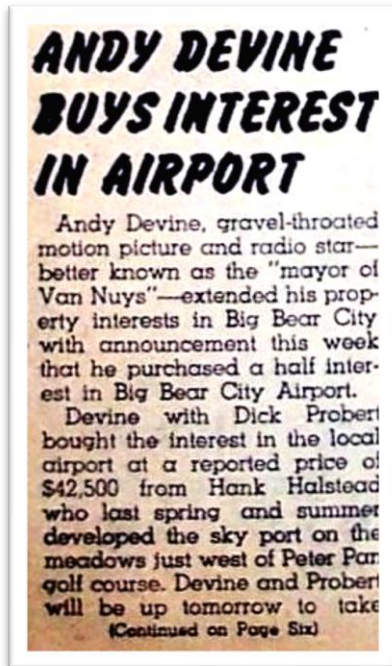 ANDY DEVINE
BUYS INTEREST
IN AIRPORT
Andy Devine, gravel-throated
motion picture and radio star—
better known as the "mayor of
Van Nuys"—extended his prop-
erty interests in Big Bear City
with announcement this week
that he purchased a half inter-
est in Big Bear City Airport.
Devine with Dick Probert
bought the interest in the local
airport at a reported price of
$42,500 from Hank Halstead
who last spring and summer
developed the sky port on the
meadows just west of Peter Pan
golf course. Devine and Probert
will be up tomorrow to take
(Continued on Page Six)